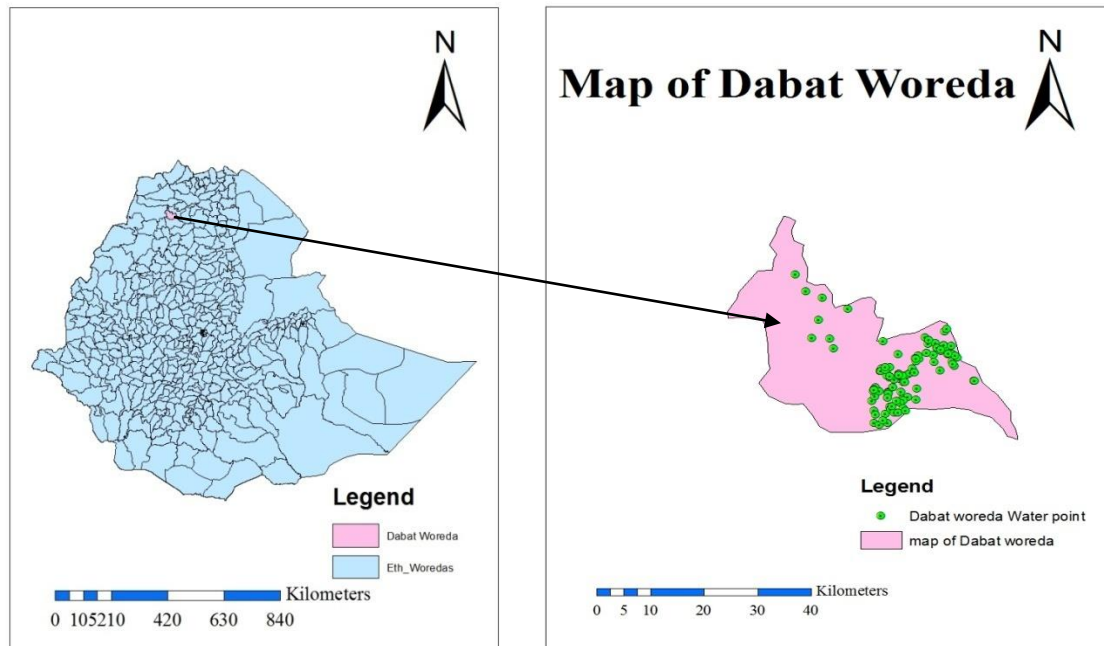 N
Legend
Dabat Woreda
Eth_Woredas
Kilometers
0 105210 420 630 840
N
Map of Dabat Woreda
Legend
Dabat woreda Water point
map of Dabat woreda
Kilometers
0 5 10 20 30 40